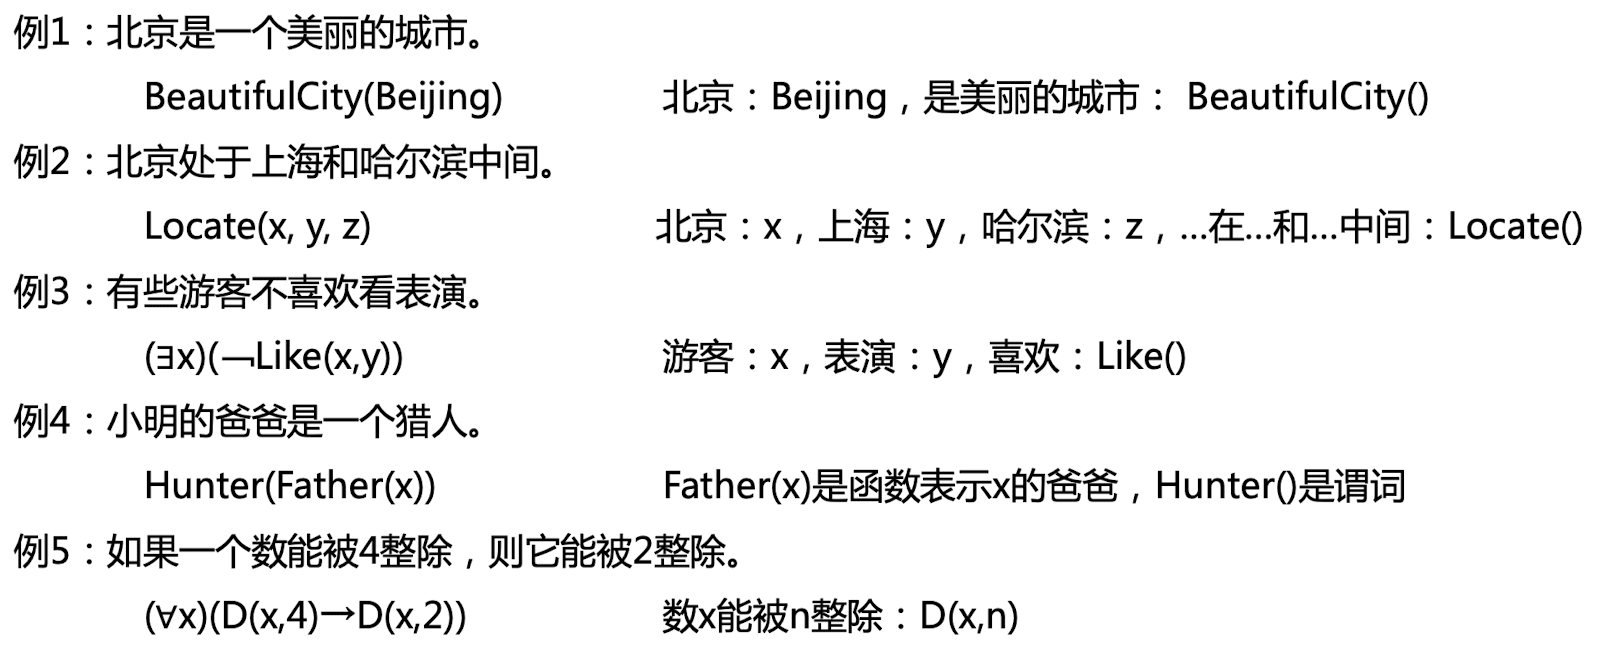 例1：北京是一个美丽的城市。
BeautifulCity(Beijing) 北京：Beijing，是美丽的城市： BeautifulCity()
例2：北京处于上海和哈尔滨中间。
Locate(x, y, z) 北京：x，上海：y，哈尔滨：z，...在...和...中间：Locate()
例3：有些游客不喜欢看表演。
(∃x)(¬Like(x,y)) 游客：x，表演：y，喜欢：Like()
例4：小明的爸爸是一个猎人。
Hunter(Father(x)) Father(x)是函数表示x的爸爸，Hunter()是谓词
例5：如果一个数能被4整除，则它能被2整除。
(∀x)(D(x,4)→D(x,2)) 数x能被n整除：D(x,n)